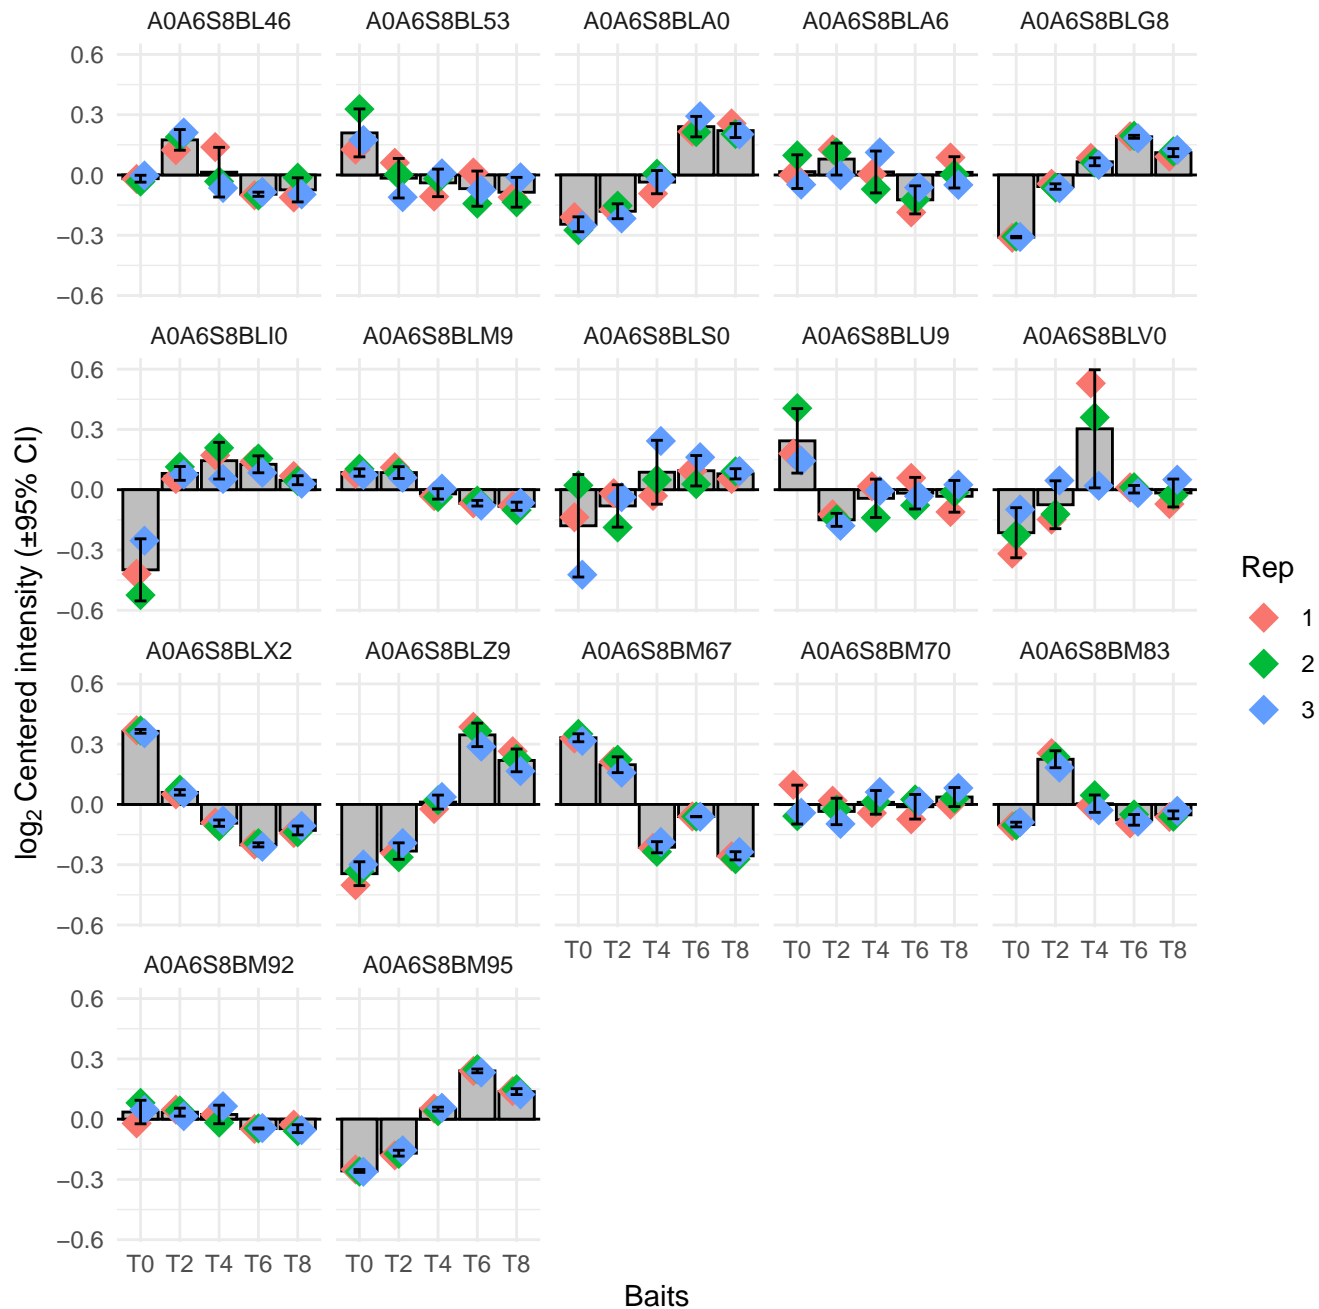 A0A6S8BL46 A0A6S8BL53 A0A6S8BLA0 A0A6S8BLA6 A0A6S8BLG8
0.6
0.3
0.0
−0.3
−0.6
A0A6S8BLI0 A0A6S8BLM9 A0A6S8BLS0 A0A6S8BLU9 A0A6S8BLV0
0.6
0.3
0.0
−0.3
−0.6
A0A6S8BLX2 A0A6S8BLZ9 A0A6S8BM67 A0A6S8BM70 A0A6S8BM83
0.6
0.3
0.0
−0.3
−0.6
T0 T2 T4 T6 T8 T0 T2 T4 T6 T8 T0 T2 T4 T6 T8
A0A6S8BM92 A0A6S8BM95
0.6
0.3
0.0
−0.3
−0.6
T0 T2 T4 T6 T8 T0 T2 T4 T6 T8
Baits
log2 Centered intensity (±95% CI)
Rep
1
2
3